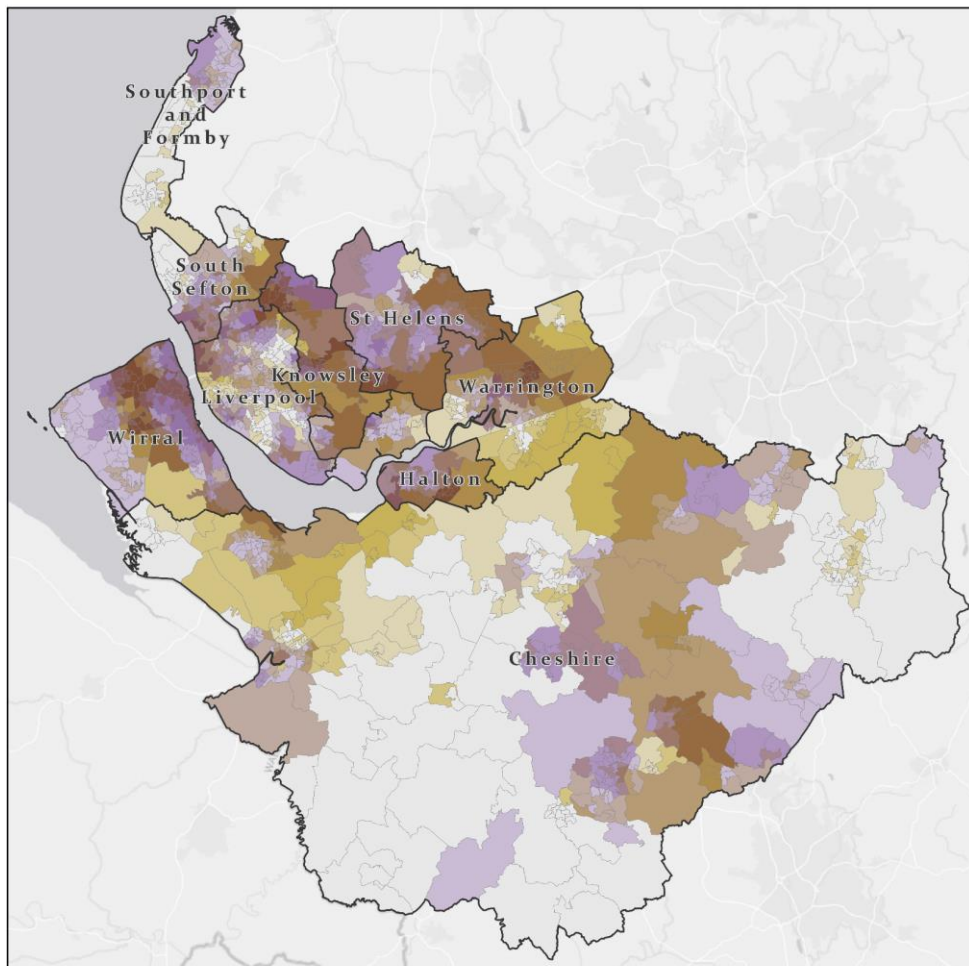 Southport
and
Formby
South
Sefton
St Helens
Knowsley
Liverpool
Warrington
Wirral
Halton
Cheshire